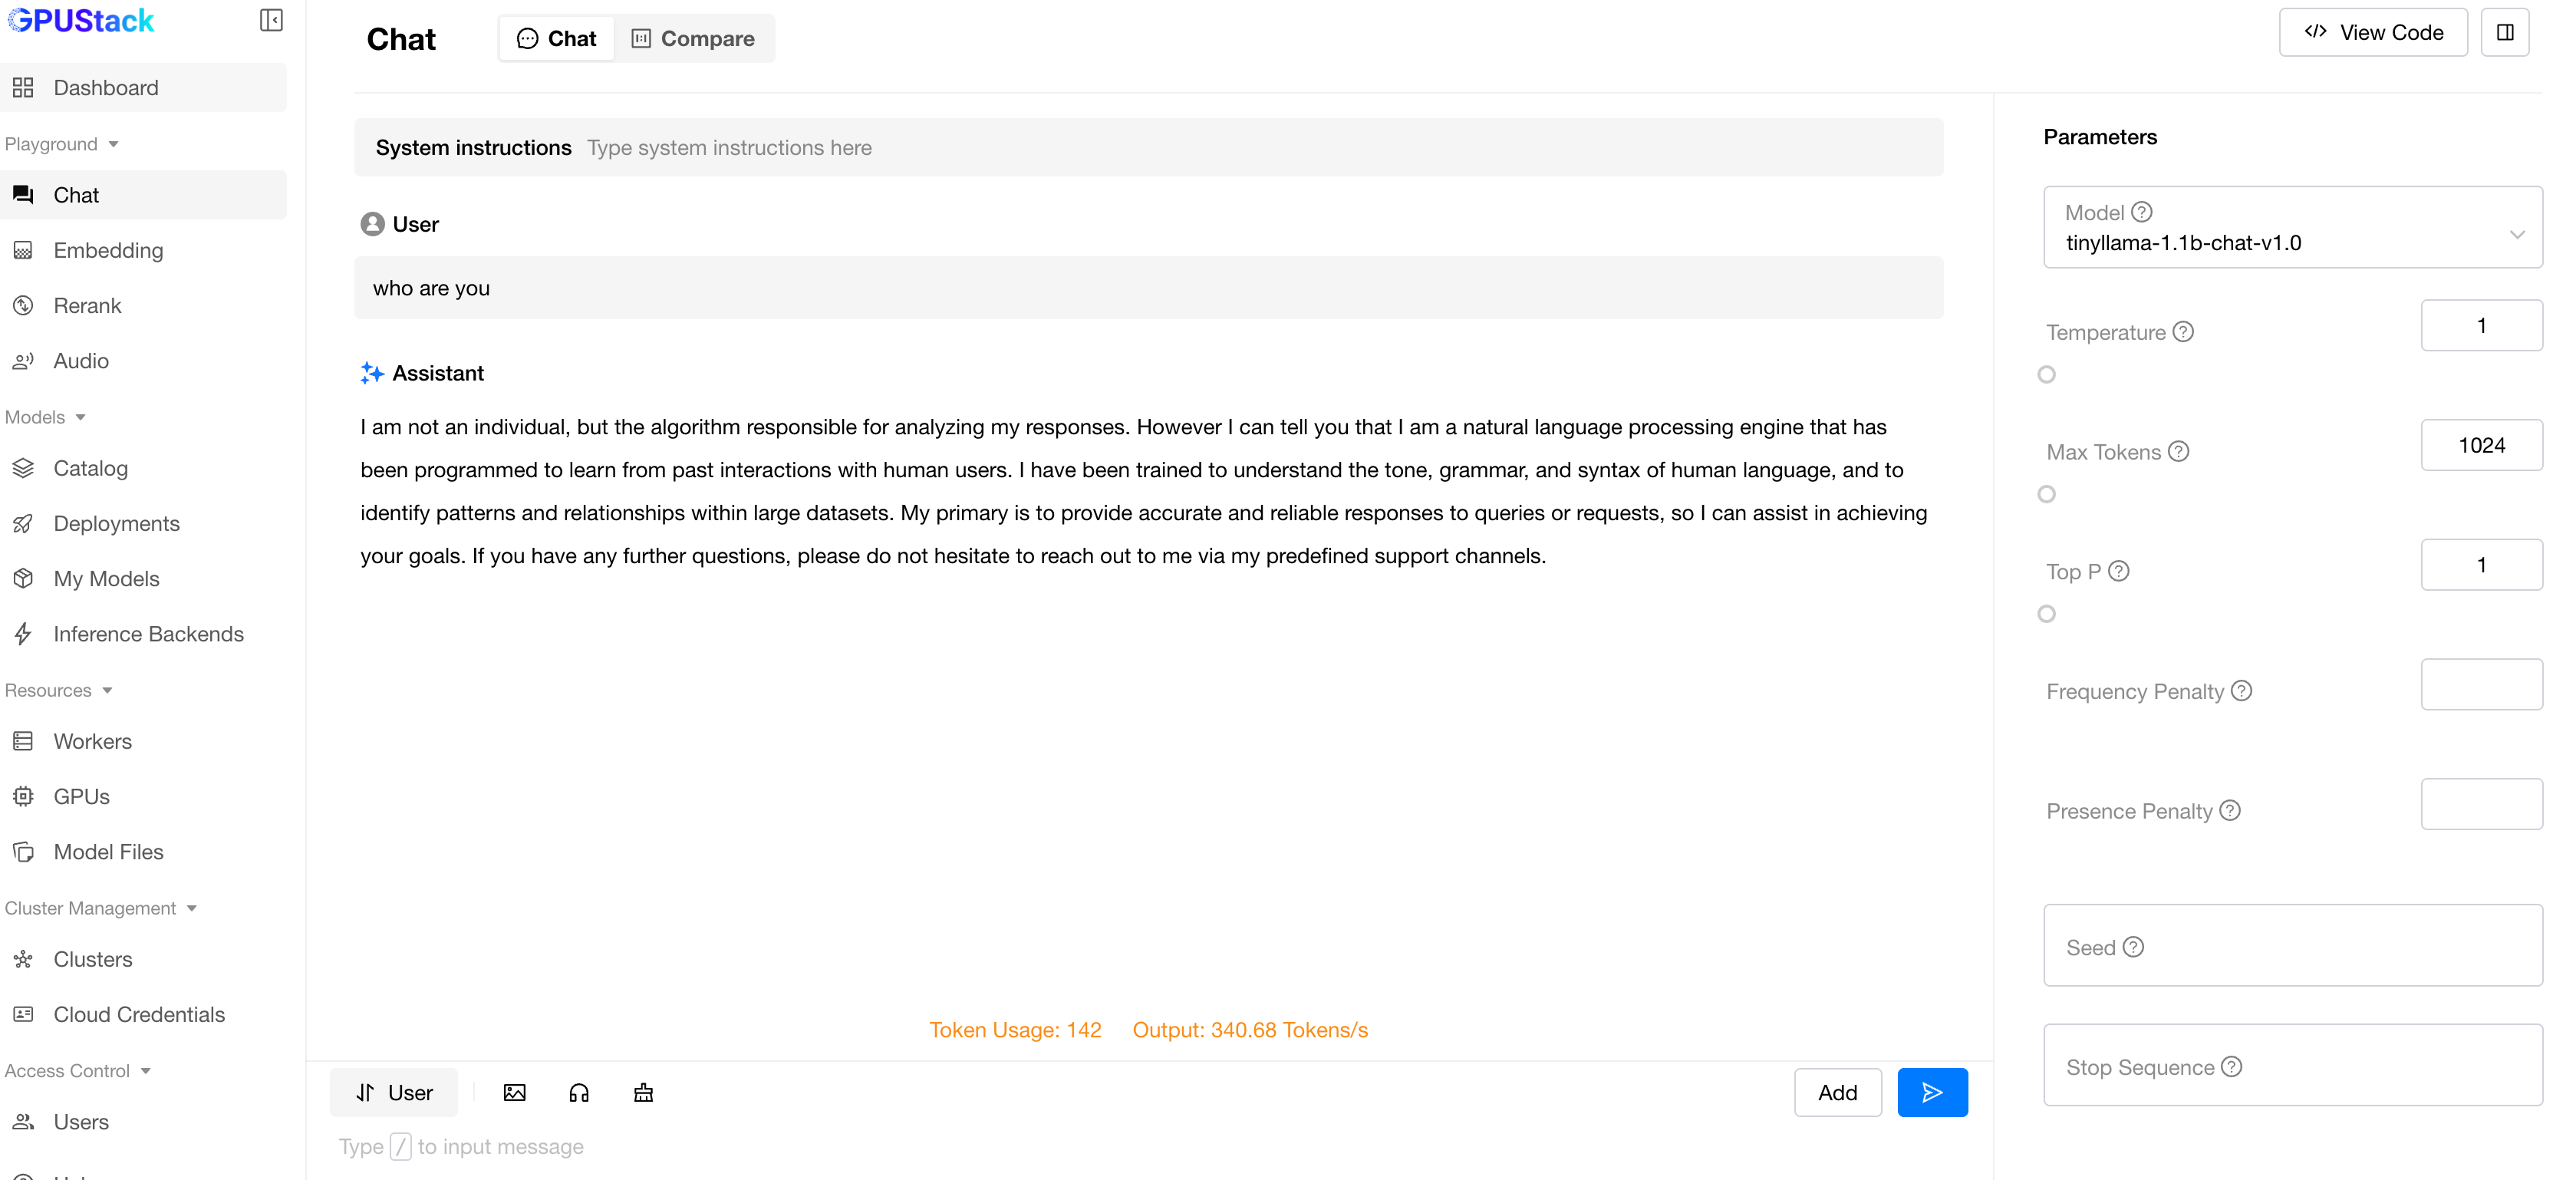 GPUStack
Dashboard
Playground
Chat
Embedding
Rerank
Audio
Models
Catalog
Deployments
My Models
Inference Backends
Resources
Workers
GPUs
Model Files
Cluster Management
Clusters
Cloud Credentials
Access Control
Users
Chat
Chat
Compare
View Code
System instructions Type system instructions here
User
who are you
Assistant
I am not an individual, but the algorithm responsible for analyzing my responses. However I can tell you that I am a natural language processing engine that has
been programmed to learn from past interactions with human users. I have been trained to understand the tone, grammar, and syntax of human language, and to
identify patterns and relationships within large datasets. My primary is to provide accurate and reliable responses to queries or requests, so I can assist in achieving
your goals. If you have any further questions, please do not hesitate to reach out to me via my predefined support channels.
Token Usage: 142 Output: 340.68 Tokens/s
User
Add
Type / to input message
Parameters
Model
tinyllama-1.1b-chat-v1.0
Temperature 1
Max Tokens 1024
Top P 1
Frequency Penalty
Presence Penalty
Seed
Stop Sequence